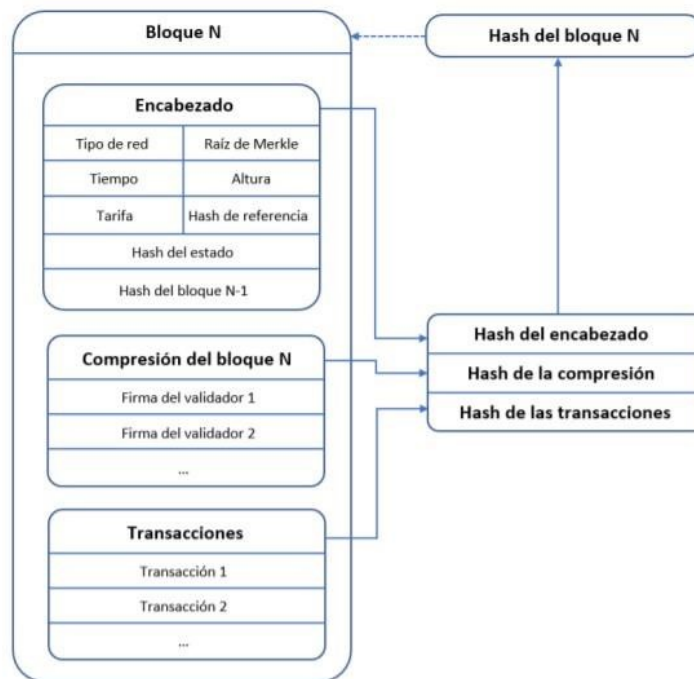 Bloque N
Hash del bloque N
Encabezado
Tipo de red
Raíz de Merkle
Tiempo
Altura
Tarifa
Hash de referencia
Hash del estado
Hash del bloque N-1
Hash del encabezado
Compresión del bloque N
Hash de la compresión
Firma del validador 1
Hash de las transacciones
Firma del validador 2
...
Transacciones
Transacción 1
Transacción 2
...